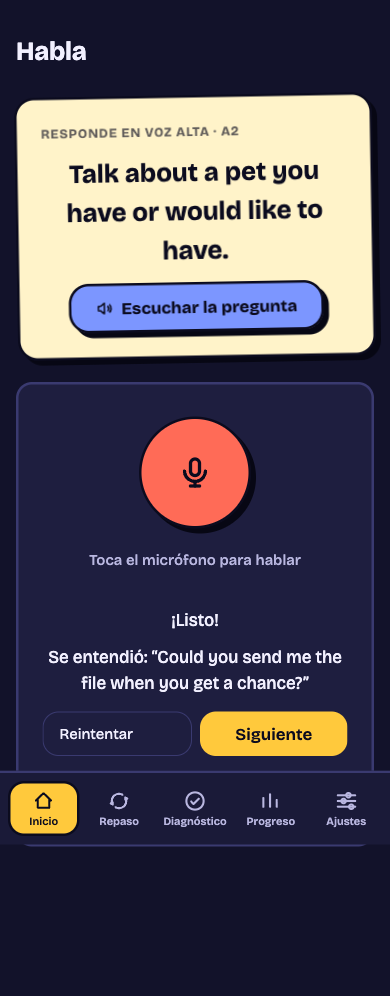 Habla
RESPONDE EN VOZ ALTA · A2
Talk about a pet you
have or would like to
have.
Escuchar la pregunta
Toca el micrófono para hablar
¡Listo!
Se entendió: “Could you send me the
file when you get a chance?”
Reintentar
Siguiente
Inicio
Repaso
Diagnóstico
Progreso
Ajustes